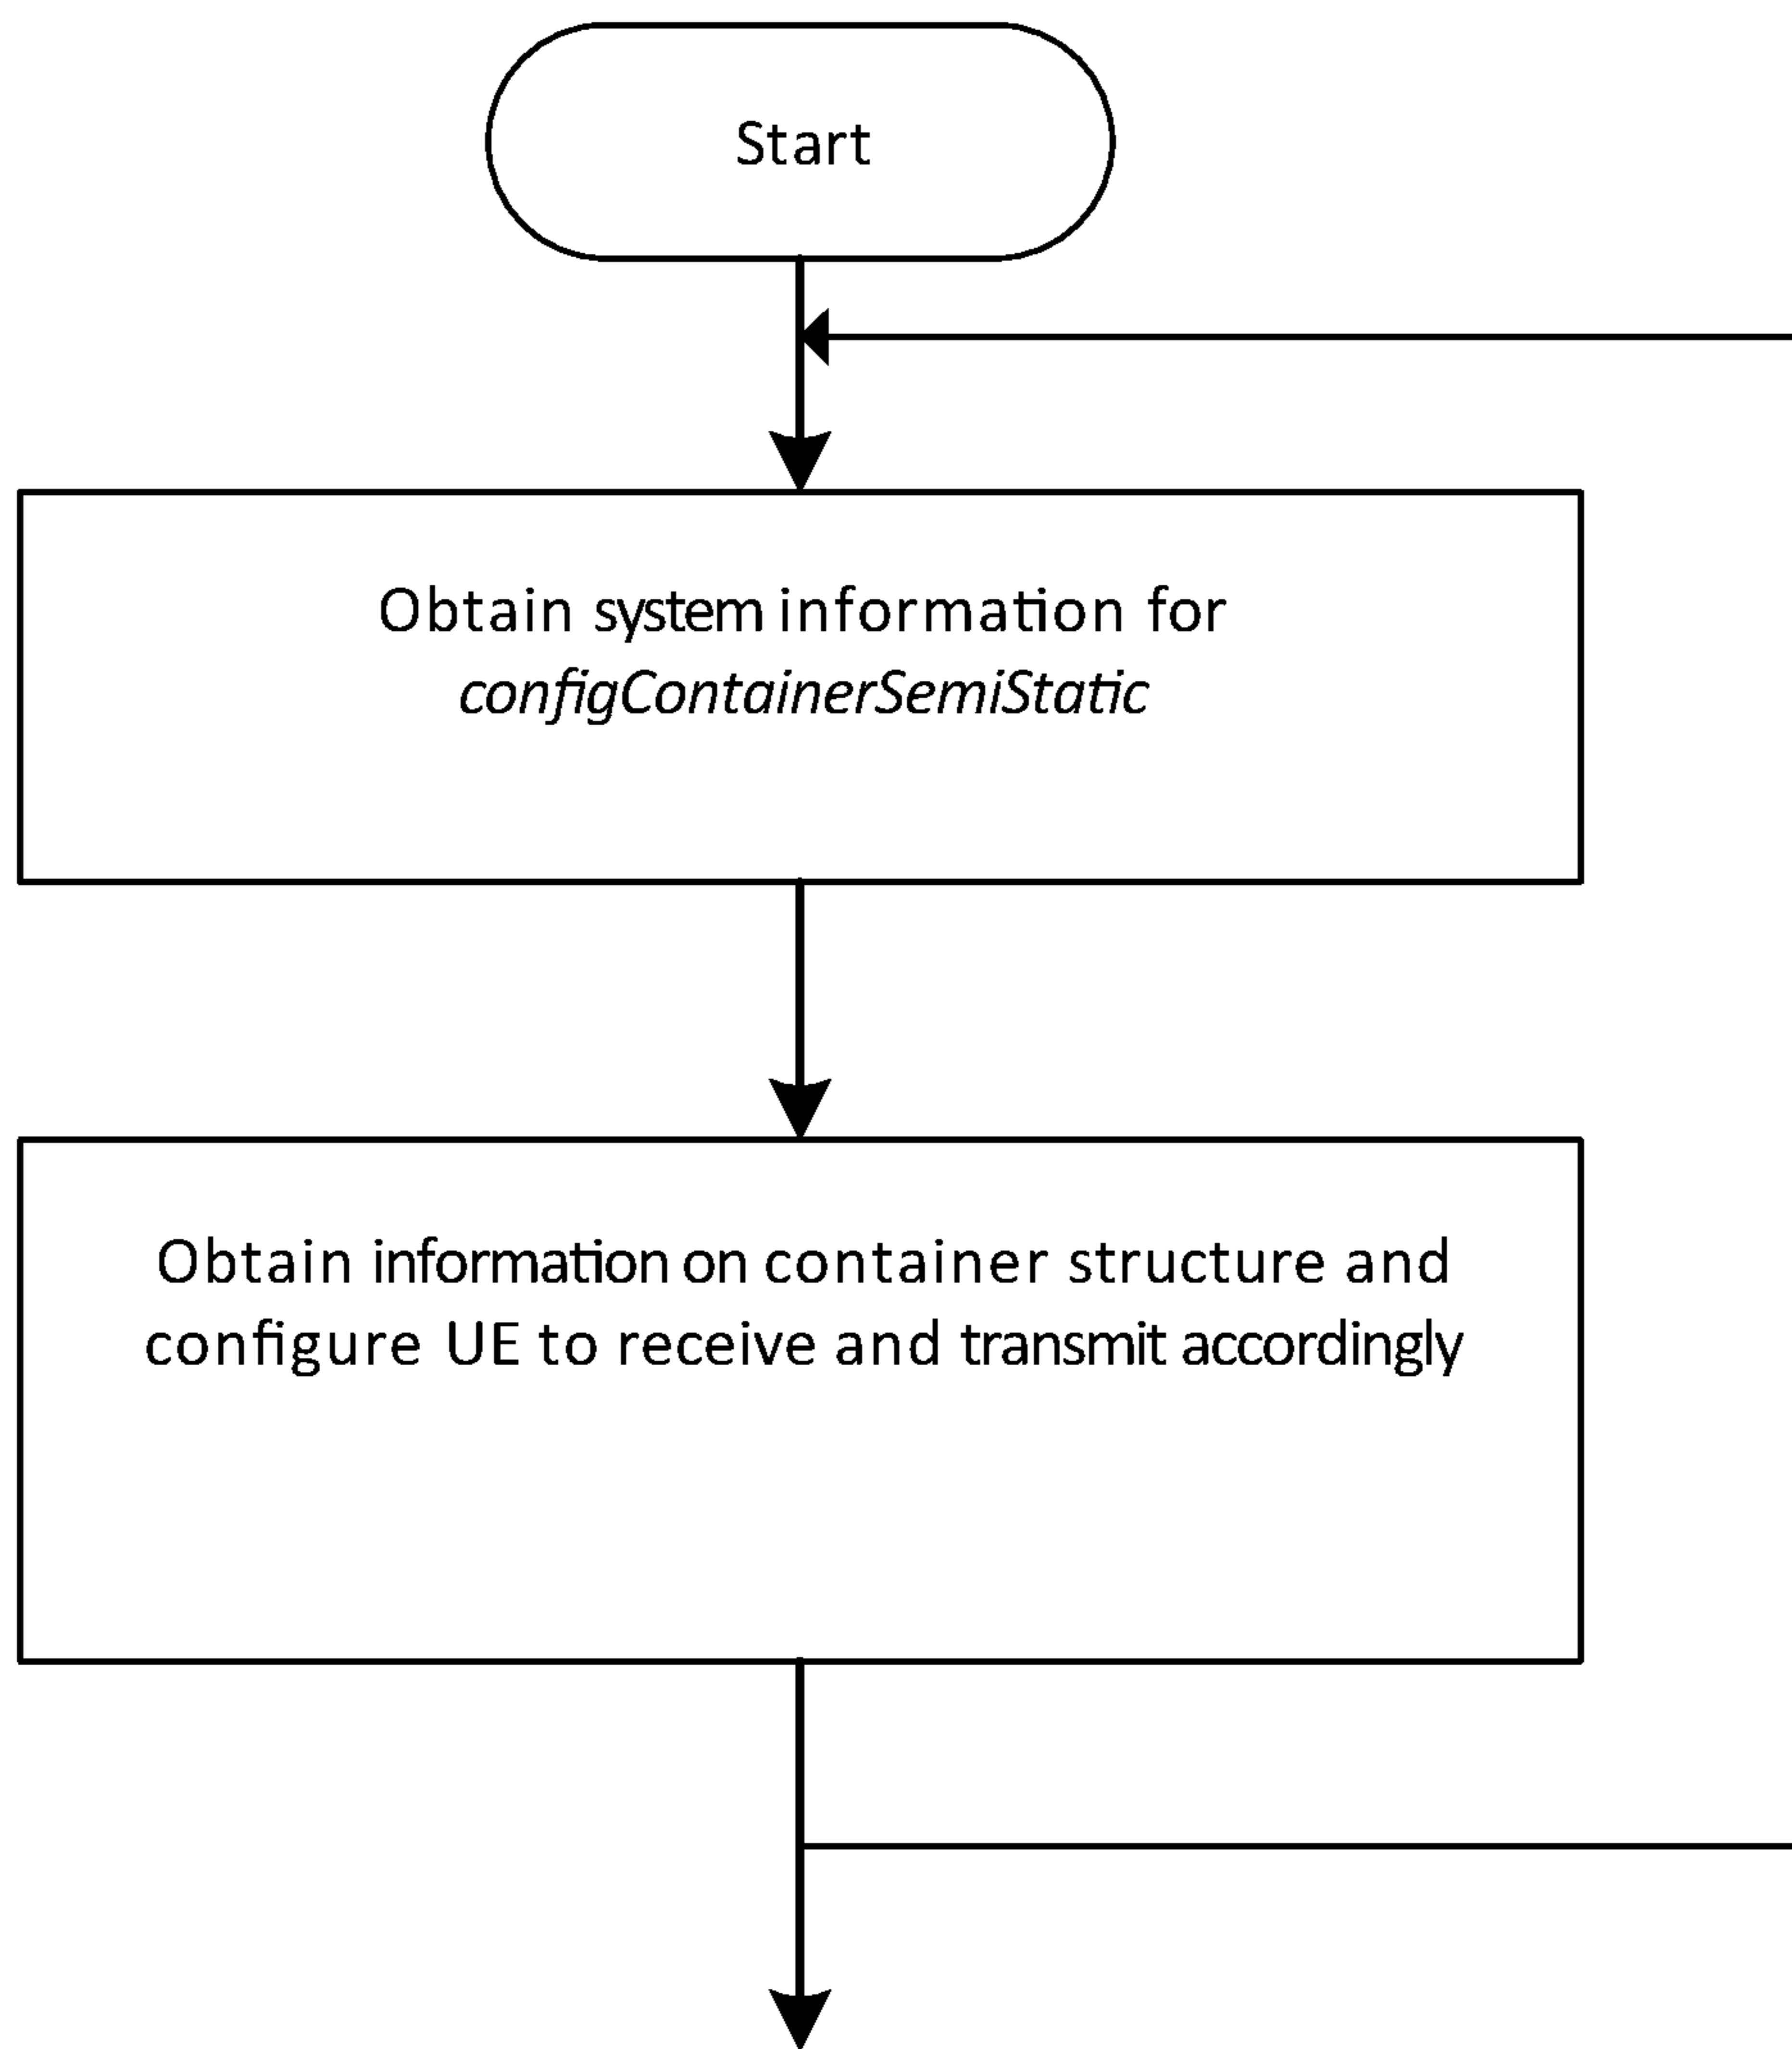 Start
Obtain system information for
configContainerSemiStatic
Obtain information on container structure and
configure UE to receive and transmit accordingly